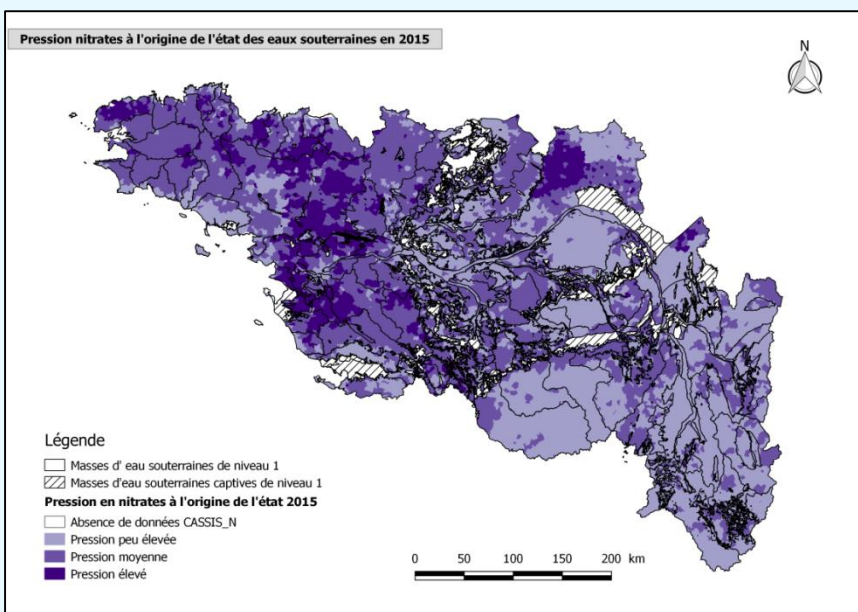 Pression nitrates à l'origine de l'état des eaux souterraines en 2015
N
Légende
Masses d' eau souterraines de niveau 1
Masses d'eau souterraines captives de niveau 1
Pression en nitrates à l'origine de l'état 2015
Absence de données CASSIS_N
Pression peu élevée
Pression moyenne
Pression élevé
0 50 100 150 200 km